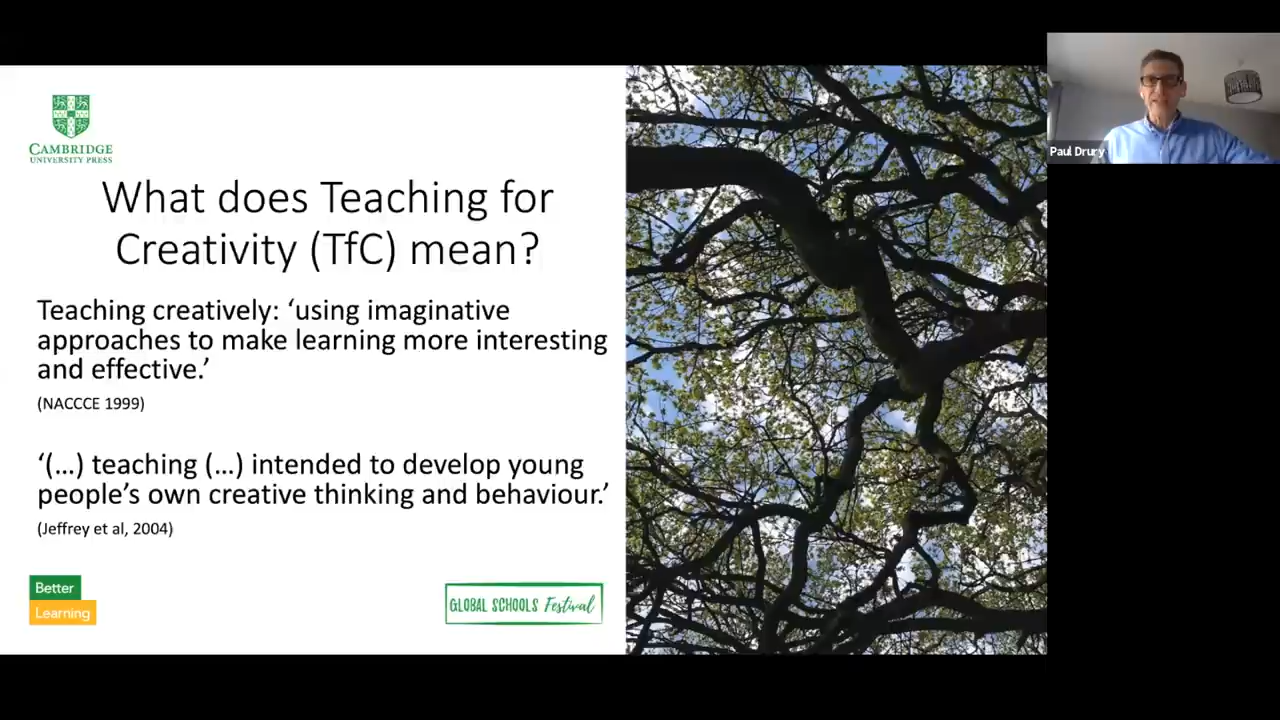 CAMBRIDGE
UNIVERSITY PRESS
What does Teaching for
Creativity (TfC) mean?
Teaching creatively: ‘using imaginative
approaches to make learning more interesting
and effective.’
(NACCCE 1999)
‘(...) teaching (...) intended to develop young
people’s own creative thinking and behaviour.’
(Jeffrey et al, 2004)
Better
Learning
GLOBAL SCHOOLS Festival
Paul Drury